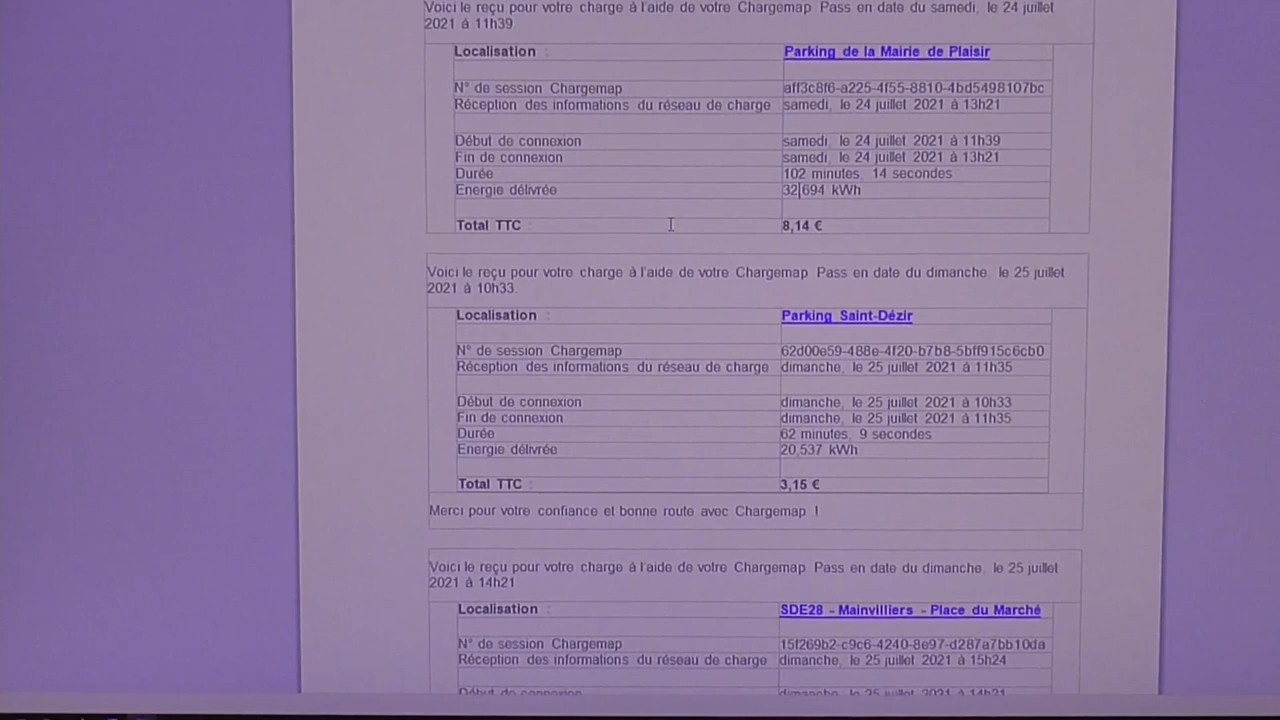 Voici le reçu pour votre charge à l'aide de votre Chargemap Pass en date du samedi, le 24 juillet
2021 à 11h39.
Localisation :
Parking de la Mairie de Plaisir
N° de session Chargemap
aff3c8f6-a225-4f55-8810-4bd5498107bc
Réception des informations du réseau de charge
samedi, le 24 juillet 2021 à 13h21
Début de connexion
samedi, le 24 juillet 2021 à 11h39
Fin de connexion
samedi, le 24 juillet 2021 à 13h21
Durée
102 minutes, 14 secondes
Energie délivrée
32,694 kWh
Total TTC :
8,14 €
Voici le reçu pour votre charge à l'aide de votre Chargemap Pass en date du dimanche, le 25 juillet
2021 à 10h33.
Localisation :
Parking Saint-Dézir
N° de session Chargemap
62d00e59-488e-4f20-b7b8-5bff915c6cb0
Réception des informations du réseau de charge
dimanche, le 25 juillet 2021 à 11h35
Début de connexion
dimanche, le 25 juillet 2021 à 10h33
Fin de connexion
dimanche, le 25 juillet 2021 à 11h35
Durée
62 minutes, 9 secondes
Energie délivrée
20,537 kWh
Total TTC :
3,15 €
Merci pour votre confiance et bonne route avec Chargemap !
Voici le reçu pour votre charge à l'aide de votre Chargemap Pass en date du dimanche, le 25 juillet
2021 à 14h21.
Localisation :
SDE28 - Mainvilliers - Place du Marché
N° de session Chargemap
15f269b2-c9c6-4240-8e97-d287a7bb10da
Réception des informations du réseau de charge
dimanche, le 25 juillet 2021 à 15h24
Début de connexion
dimanche, le 25 juillet 2021 à 14h21